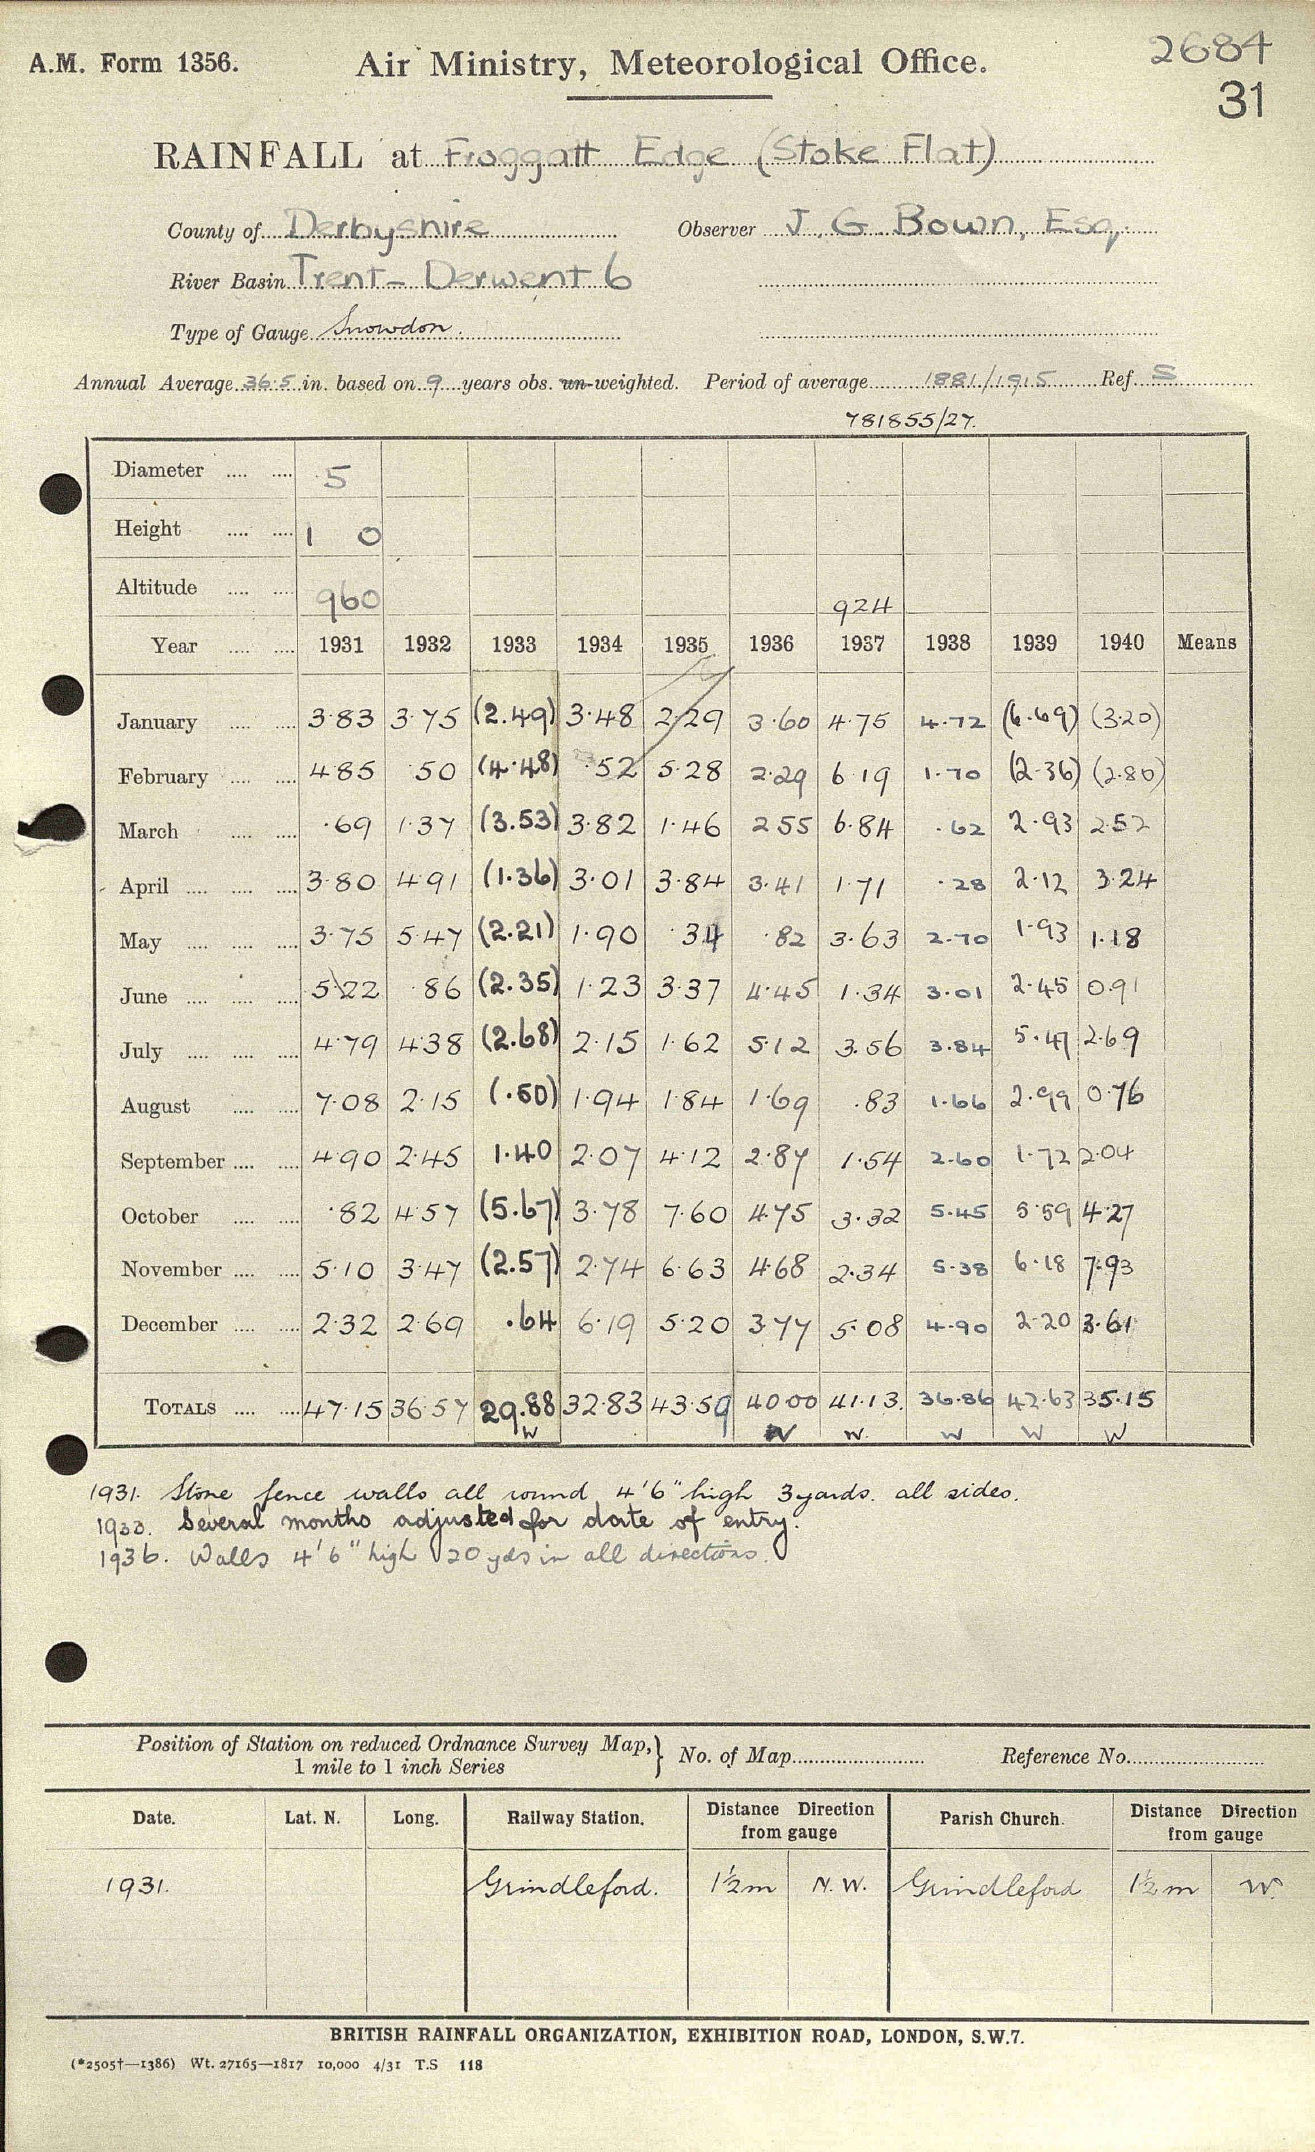 A.M. Form 1356. Air Ministry, Meteorological Office. 2684
31
RAINFALL at Froggatt Edge (Stoke Flat)
County of Derbyshire Observer J. G. Bown, Esq.
River Basin Trent - Derwent 6
Type of Gauge Snowdon.
Annual Average 36.5 in. based on 9 years obs. un-weighted. Period of average 1881/1915 Ref. S
781855/27.
Diameter .... .... 5
Height .... .... 1 0
Altitude .... .... 960 924
Year .... .... 1931 1932 1933 1934 1935 1936 1937 1938 1939 1940 Means
January .... .... 3.83 3.75 (2.49) 3.48 2.29 3.60 4.75 4.72 (6.69) (3.20)
February .... .... 4.85 .50 (4.48) .52 5.28 2.29 6.19 1.70 (2.36) (2.80)
March .... .... .69 1.37 (3.53) 3.82 1.46 2.55 6.84 .62 2.93 2.52
April .... .... .... 3.80 4.91 (1.36) 3.01 3.84 3.41 1.71 .28 2.12 3.24
May .... .... .... 3.75 5.47 (2.21) 1.90 .34 .82 3.63 2.70 1.93 1.18
June .... .... .... 5.22 .86 (2.35) 1.23 3.37 4.45 1.34 3.01 2.45 0.91
July .... .... .... 4.79 4.38 (2.68) 2.15 1.62 5.12 3.56 3.84 5.47 2.69
August .... .... 7.08 2.15 (.50) 1.94 1.84 1.69 .83 1.66 2.99 0.76
September .... .... 4.90 2.45 1.40 2.07 4.12 2.87 1.54 2.60 1.72 2.04
October .... .... .82 4.57 (5.67) 3.78 7.60 4.75 3.32 5.45 5.59 4.27
November .... .... 5.10 3.47 (2.57) 2.74 6.63 4.68 2.34 5.38 6.18 7.93
December .... .... 2.32 2.69 .64 6.19 5.20 3.77 5.08 4.90 2.20 3.61
TOTALS .... .... 47.15 36.57 29.88 32.83 43.59 40.00 41.13. 36.86 42.63 35.15
W W W. W W W
1931. Stone fence walls all round 4'6" high 3 yards. all sides.
1933. Several months adjusted for date of entry.
1936. Walls 4'6" high 20 yds in all directions.
Position of Station on reduced Ordnance Survey Map, } No. of Map Reference No.
1 mile to 1 inch Series
Date. Lat. N. Long. Railway Station. Distance Direction from gauge Parish Church. Distance Direction from gauge
1931. Grindleford. 1½m N.W. Grindleford 1½m W.
BRITISH RAINFALL ORGANIZATION, EXHIBITION ROAD, LONDON, S.W.7.
(*2505†—1386) Wt. 27165—1817 10,000 4/31 T.S 118